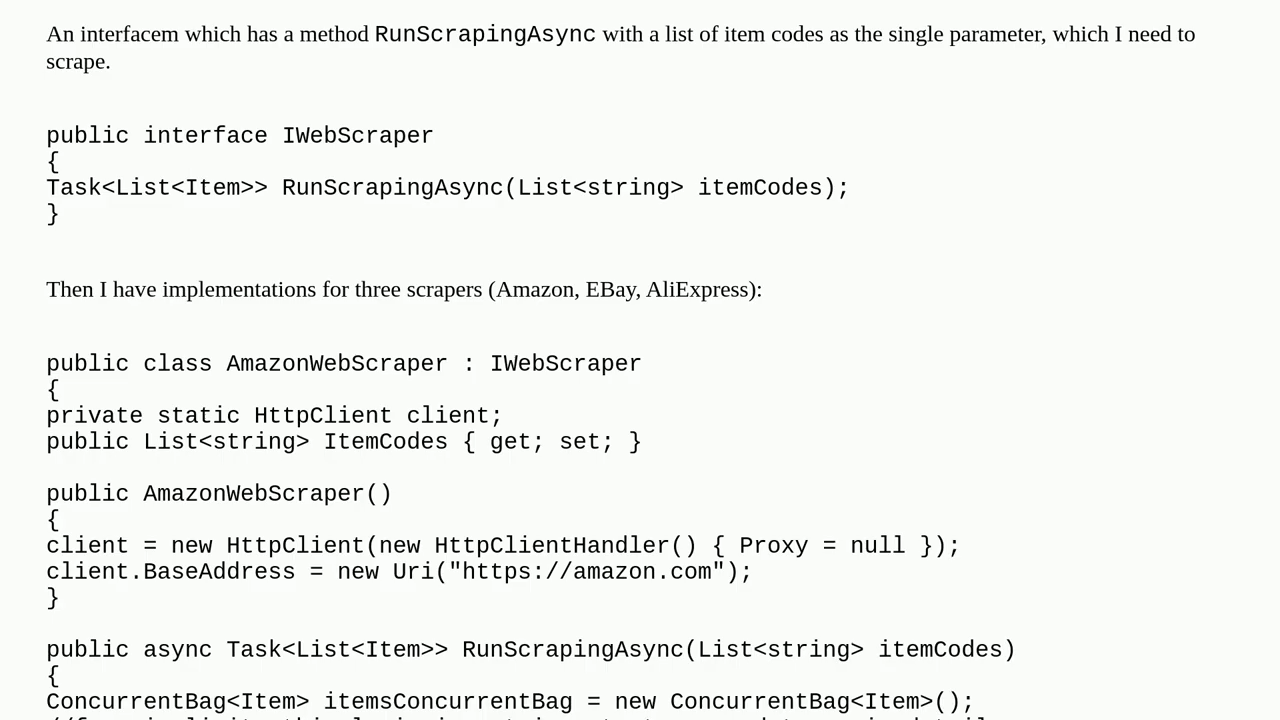 An interfacem which has a method RunScrapingAsync with a list of item codes as the single parameter, which I need to
scrape.
public interface IWebScraper
{
Task<List<Item>> RunScrapingAsync(List<string> itemCodes);
}
Then I have implementations for three scrapers (Amazon, EBay, AliExpress):
public class AmazonWebScraper : IWebScraper
{
private static HttpClient client;
public List<string> ItemCodes { get; set; }
public AmazonWebScraper()
{
client = new HttpClient(new HttpClientHandler() { Proxy = null });
client.BaseAddress = new Uri("https://amazon.com");
}
public async Task<List<Item>> RunScrapingAsync(List<string> itemCodes)
{
ConcurrentBag<Item> itemsConcurrentBag = new ConcurrentBag<Item>();